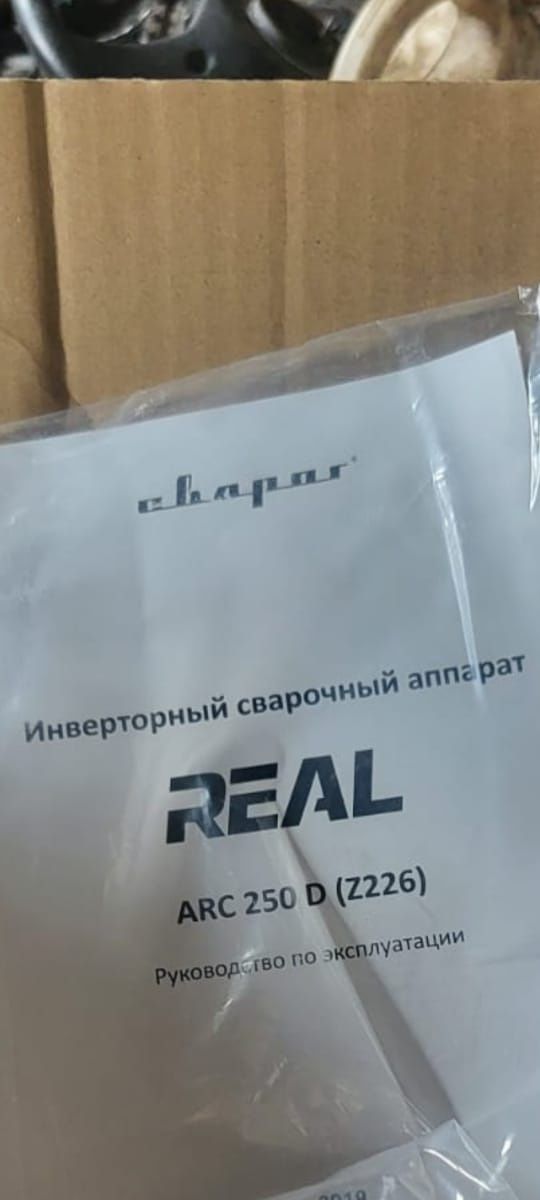 сварог
Инверторный сварочный аппарат
REAL
ARC 250 D (Z226)
Руководство по эксплуатации